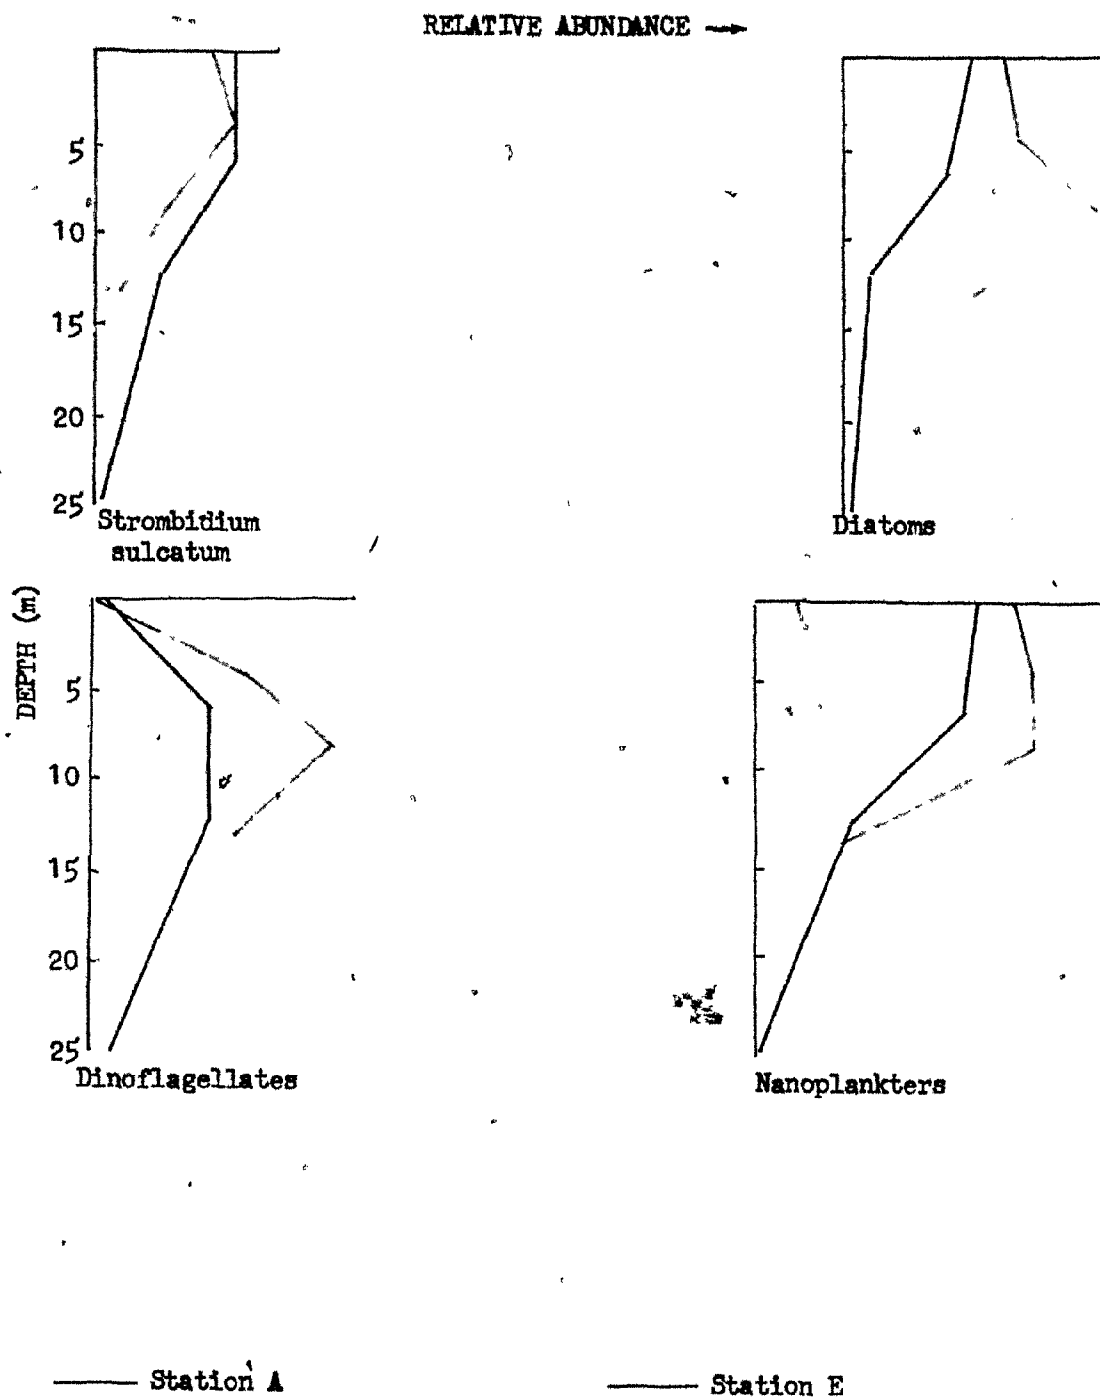 RELATIVE ABUNDANCE →
5
10
15
20
25
Strombidium
sulcatum
Diatoms
DEPTH (m)
5
10
15
20
25
Dinoflagellates
Nanoplankters
Station A
Station E